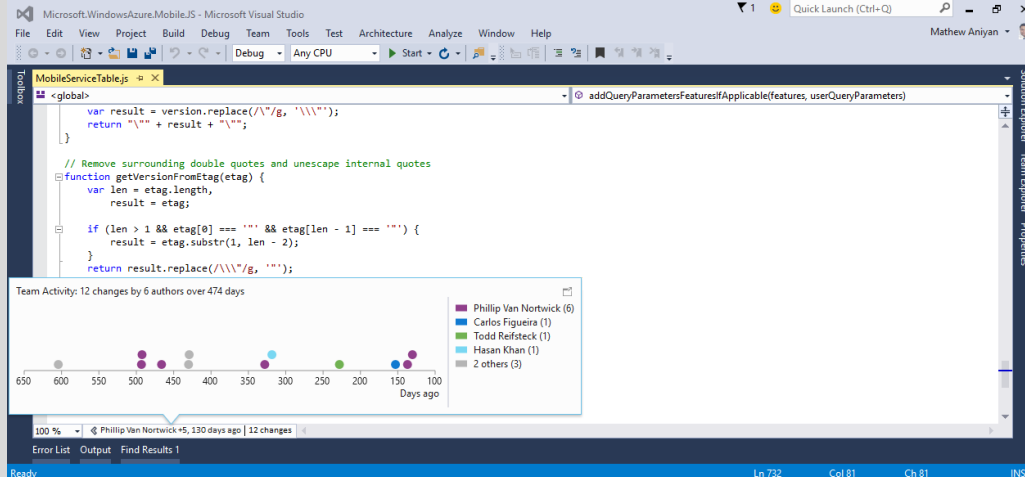 Microsoft.WindowsAzure.Mobile.JS - Microsoft Visual Studio
1
Quick Launch (Ctrl+Q)
File Edit View Project Build Debug Team Tools Test Architecture Analyze Window Help
Mathew Aniyan
Debug Any CPU Start
Toolbox
MobileServiceTable.js
<global>
addQueryParametersFeaturesIfApplicable(features, userQueryParameters)
var result = version.replace(/\"/g, '\\\"');
return "\"" + result + "\"";
}
// Remove surrounding double quotes and unescape internal quotes
function getVersionFromEtag(etag) {
var len = etag.length,
result = etag;
if (len > 1 && etag[0] === '"' && etag[len - 1] === '"') {
result = etag.substr(1, len - 2);
}
return result.replace(/\\\"/g, '"');
Team Activity: 12 changes by 6 authors over 474 days
Phillip Van Nortwick (6)
Carlos Figueira (1)
Todd Reifsteck (1)
Hasan Khan (1)
2 others (3)
650 600 550 500 450 400 350 300 250 200 150 100
Days ago
100 %
Phillip Van Nortwick +5, 130 days ago | 12 changes
Error List Output Find Results 1
Ready
Ln 732 Col 81 Ch 81 INS
Solution Explorer
Team Explorer
Properties